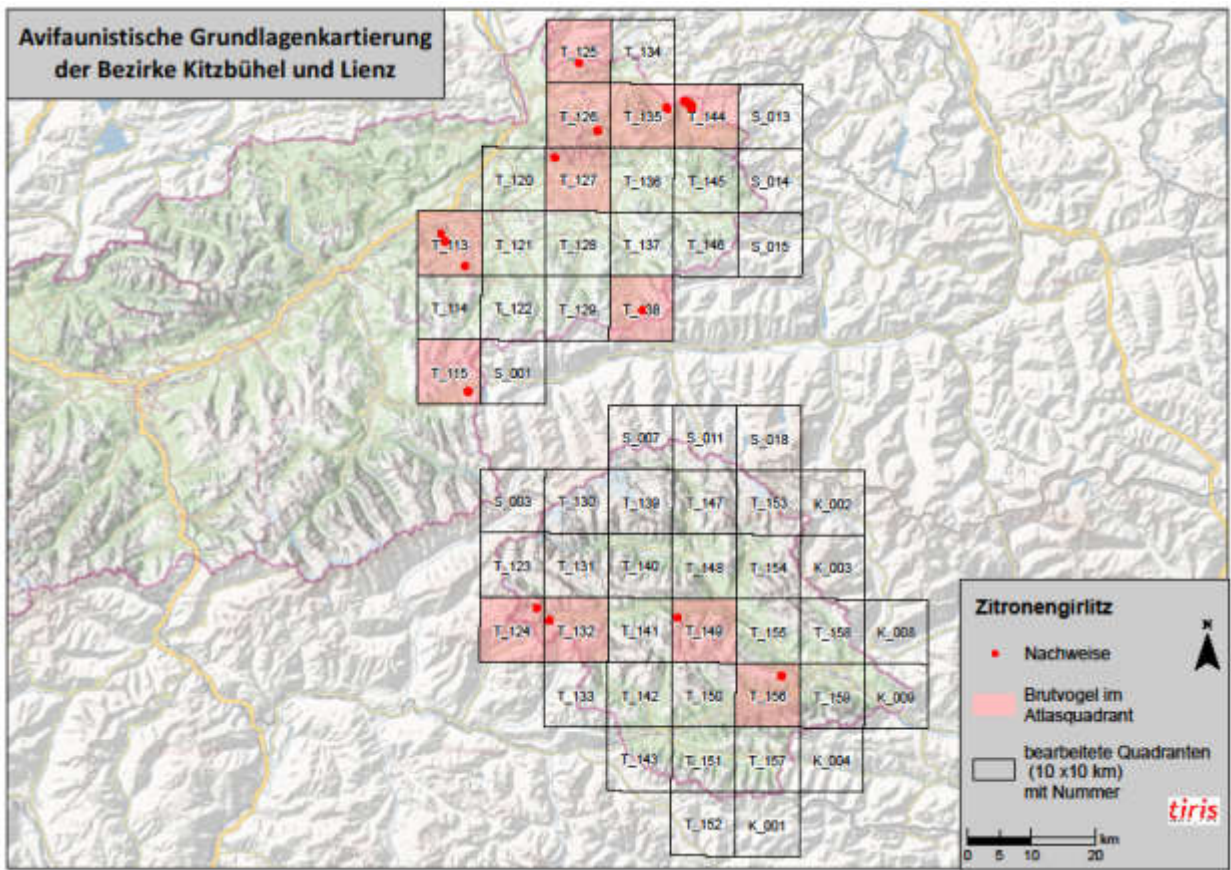 Avifaunistische Grundlagenkartierung
der Bezirke Kitzbühel und Lienz
T_125 T_134
T_126 T_135 T_144 S_013
T_120 T_127 T_136 T_145 S_014
T_113 T_121 T_128 T_137 T_146 S_015
T_114 T_122 T_129 T_138
T_115 S_001
S_007 S_011 S_018
S_003 T_130 T_139 T_147 T_153 K_002
T_123 T_131 T_140 T_148 T_154 K_003
T_124 T_132 T_141 T_149 T_155 T_158 K_008
T_133 T_142 T_150 T_156 T_159 K_009
T_143 T_151 T_157 K_004
T_152 K_001
Zitronengirlitz
N
Nachweise
Brutvogel im
Atlasquadrant
bearbeitete Quadranten
(10 x10 km)
mit Nummer
tiris
km
0 5 10 20